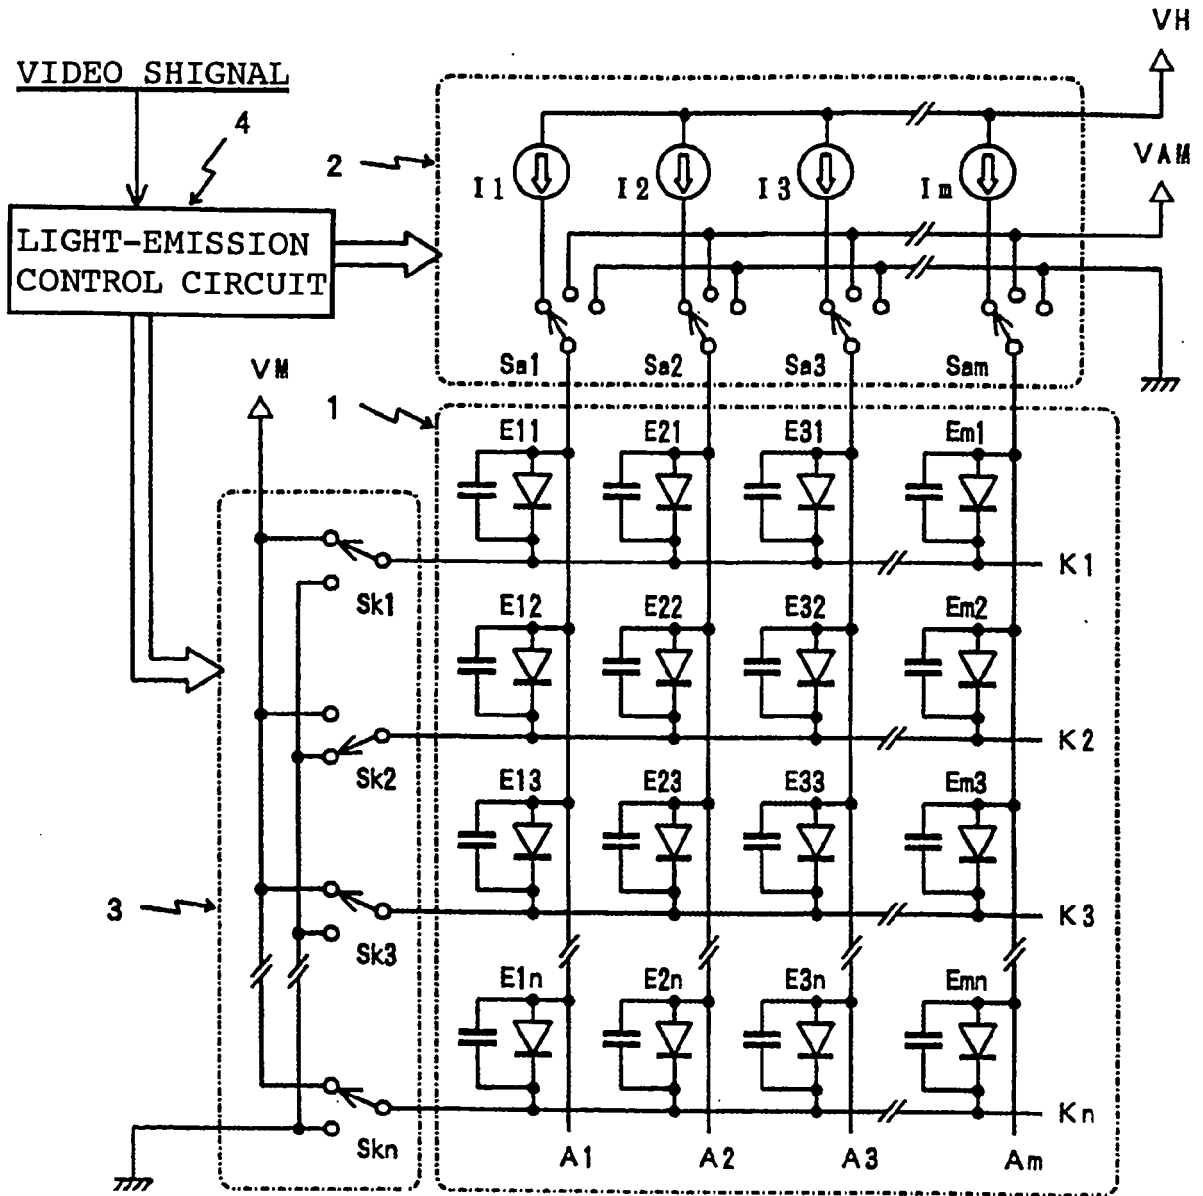 VH
VIDEO SHIGNAL
4
2
VAM
I1 I2 I3 Im
LIGHT-EMISSION
CONTROL CIRCUIT
Sa1 Sa2 Sa3 Sam
VM
1
E11 E21 E31 Em1
K1
Sk1
E12 E22 E32 Em2
K2
Sk2
E13 E23 E33 Em3
3
K3
Sk3
E1n E2n E3n Emn
Kn
Skn
A1 A2 A3 Am